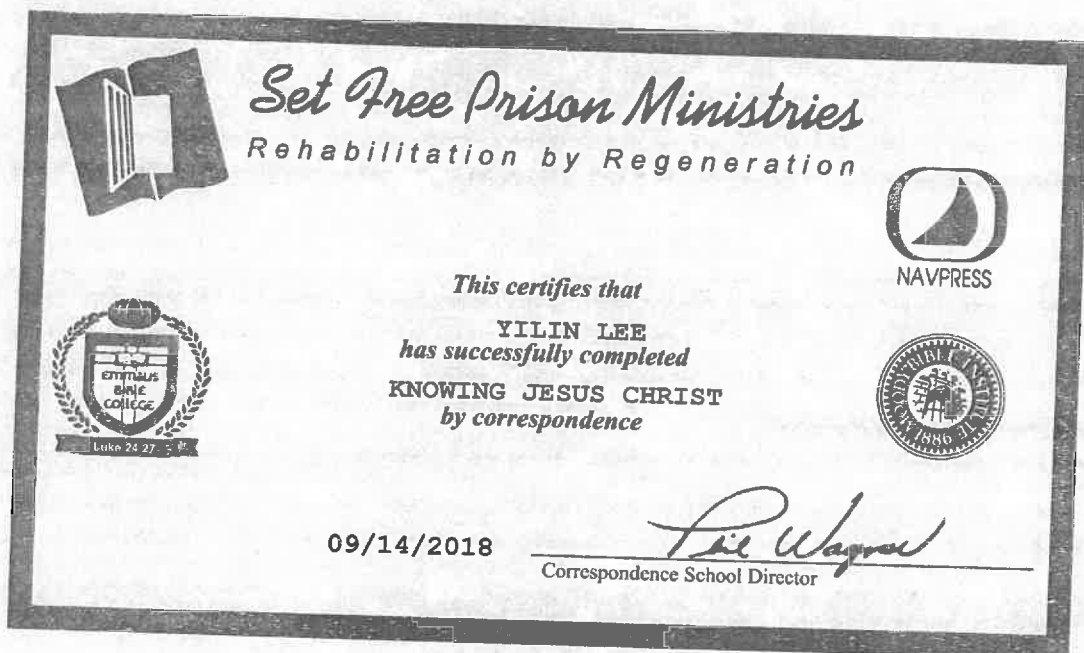 Set Free Prison Ministries
Rehabilitation by Regeneration
NAVPRESS
This certifies that
YILIN LEE
has successfully completed
KNOWING JESUS CHRIST
by correspondence
EMMAUS
BIBLE
COLLEGE
Luke 24:27
1886
09/14/2018
Correspondence School Director